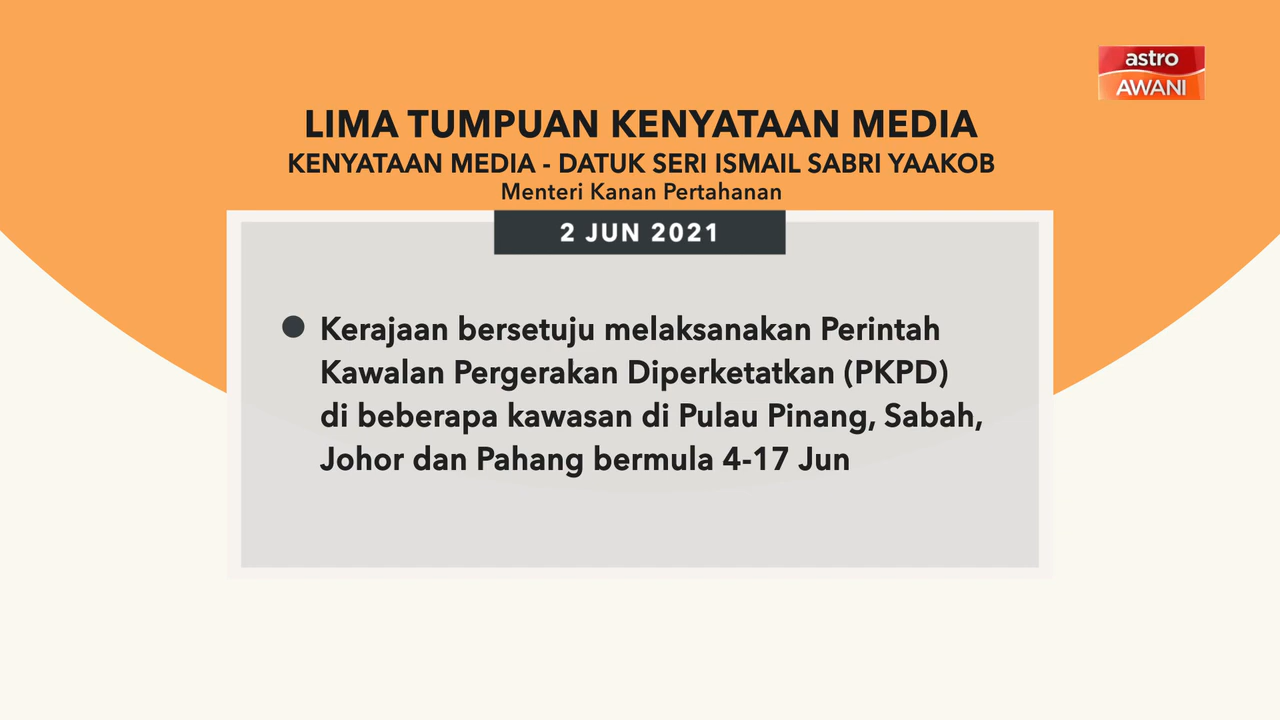 astro
AWANI
LIMA TUMPUAN KENYATAAN MEDIA
KENYATAAN MEDIA - DATUK SERI ISMAIL SABRI YAAKOB
Menteri Kanan Pertahanan
2 JUN 2021
● Kerajaan bersetuju melaksanakan Perintah
Kawalan Pergerakan Diperketatkan (PKPD)
di beberapa kawasan di Pulau Pinang, Sabah,
Johor dan Pahang bermula 4-17 Jun